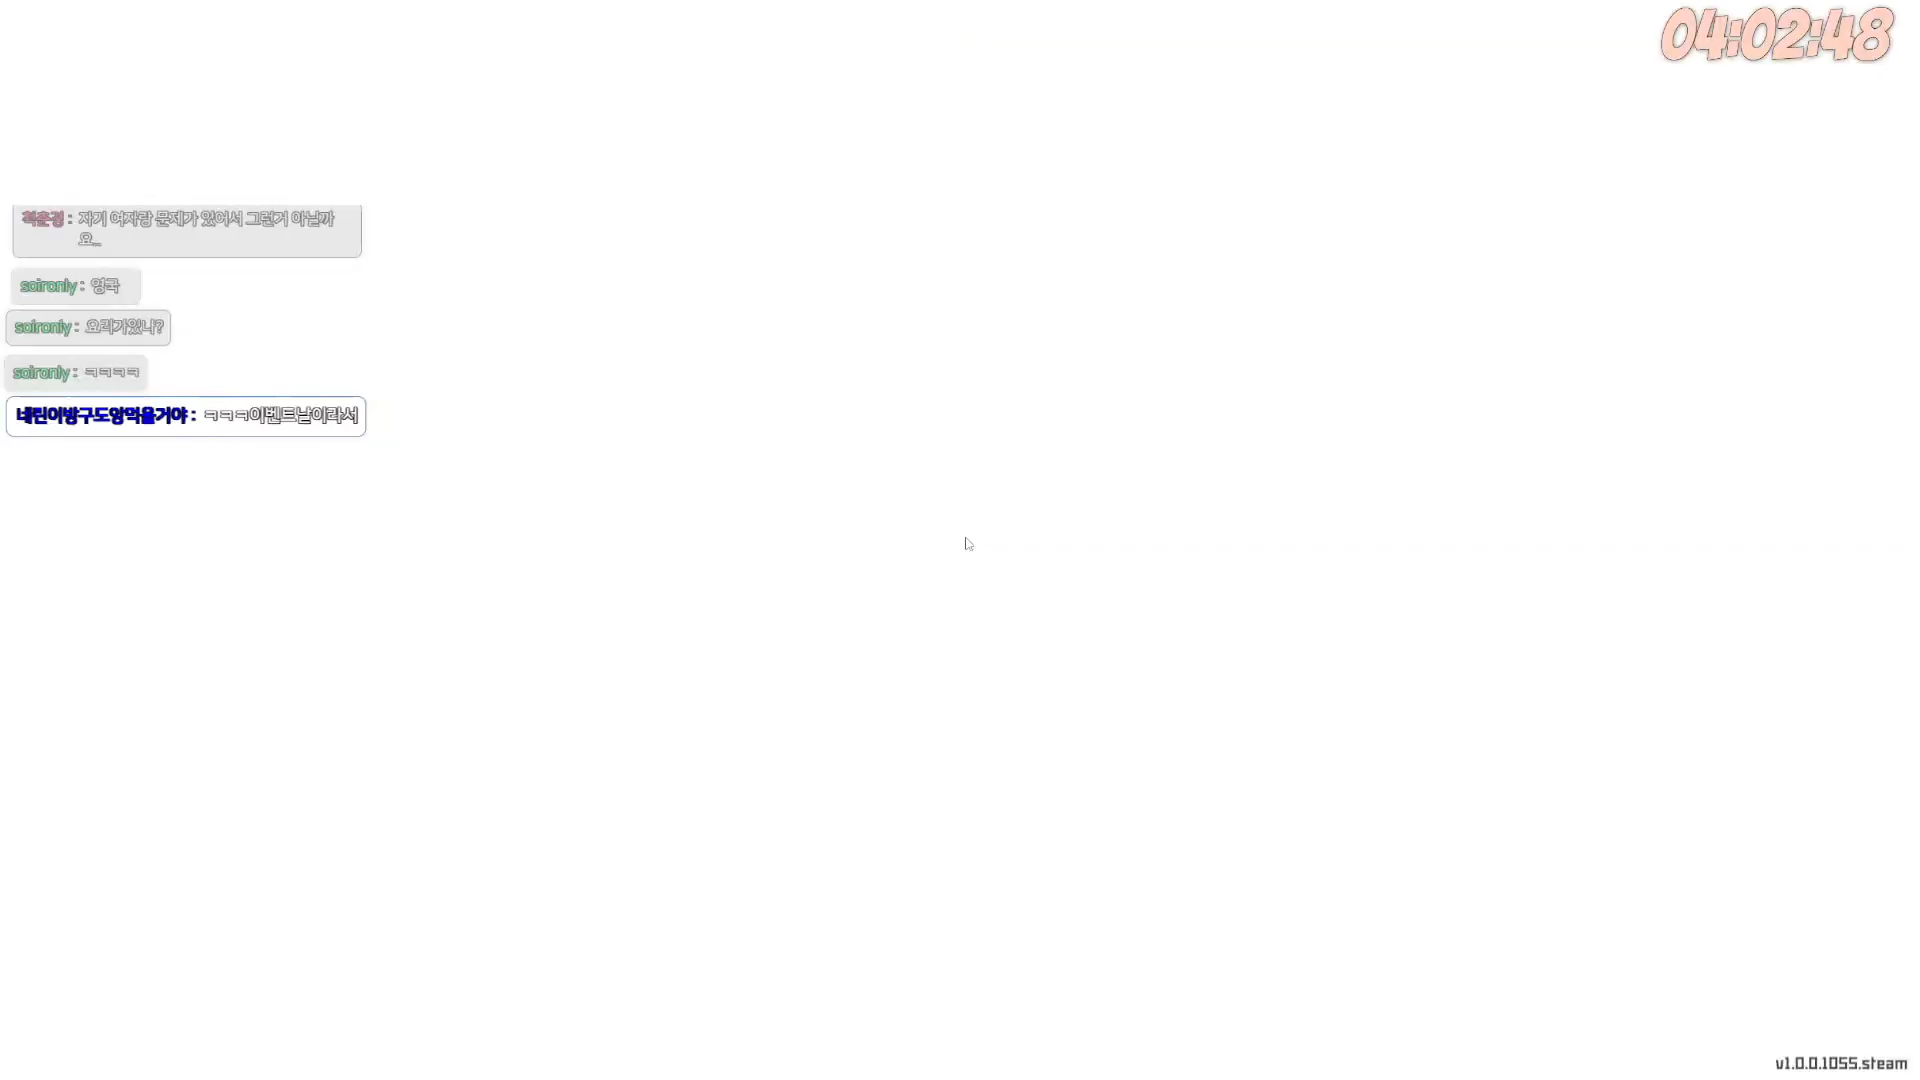 04:02:48
척춘경 : 자기 여자랑 문제가 있어서 그런거 아닐까
요...
soironly : 영국
soironly : 요리가있나?
soironly : ㅋㅋㅋㅋ
네린이방구도앙먹을거야 : ㅋㅋㅋ이벤트날이라서
v1.0.0.1055.steam